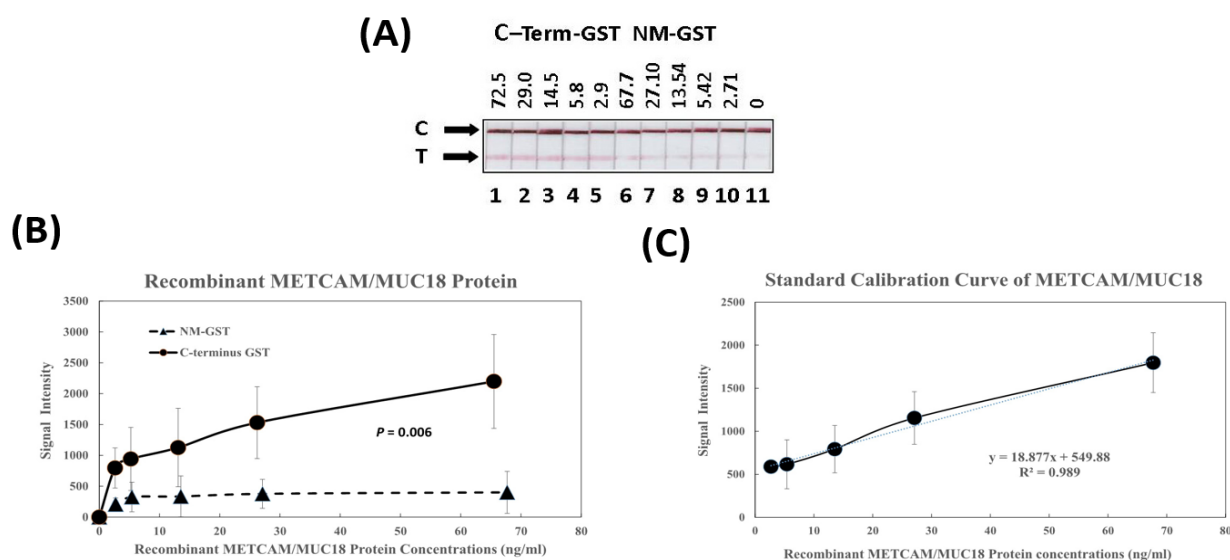 (A)
C–Term-GST NM-GST
72.5 29.0 14.5 5.8 2.9 67.7 27.10 13.54 5.42 2.71 0
C
T
1 2 3 4 5 6 7 8 9 10 11
(B)
Recombinant METCAM/MUC18 Protein
3500
3000
2500
2000
1500
1000
500
0
Signal Intensity
NM-GST
C-terminus GST
P = 0.006
0 10 20 30 40 50 60 70 80
Recombinant METCAM/MUC18 Protein Concentrations (ng/ml)
(C)
Standard Calibration Curve of METCAM/MUC18
2500
2000
1500
1000
500
0
Signal Intensity
y = 18.877x + 549.88
R² = 0.989
0 10 20 30 40 50 60 70 80
Recombinant METCAM/MUC18 Protein concentrations (ng/ml)